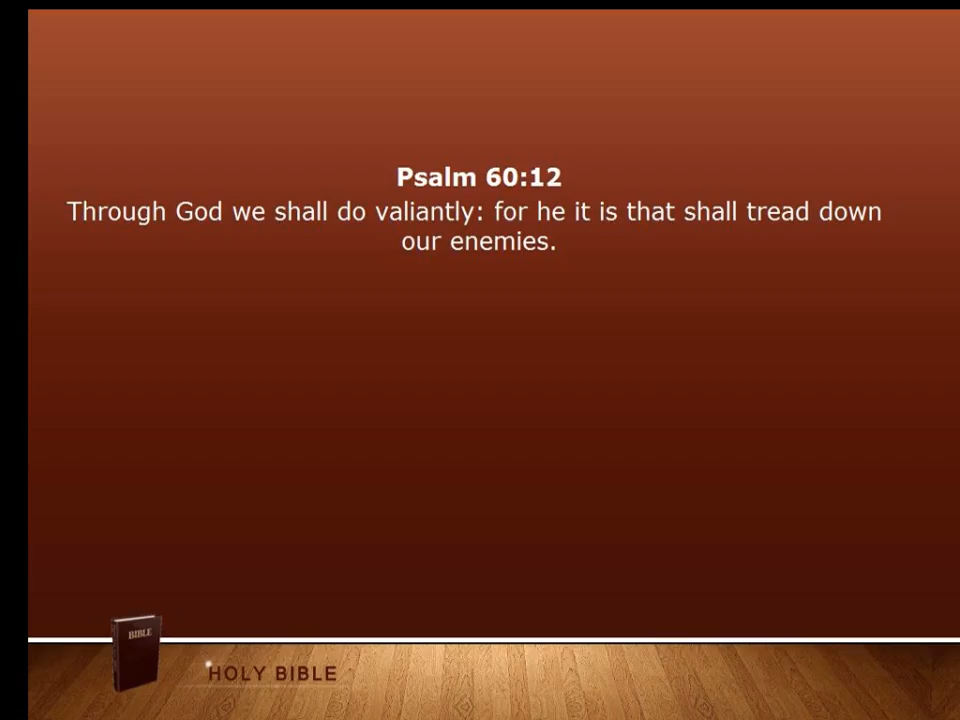 Psalm 60:12
Through God we shall do valiantly: for he it is that shall tread down
our enemies.
BIBLE
HOLY BIBLE